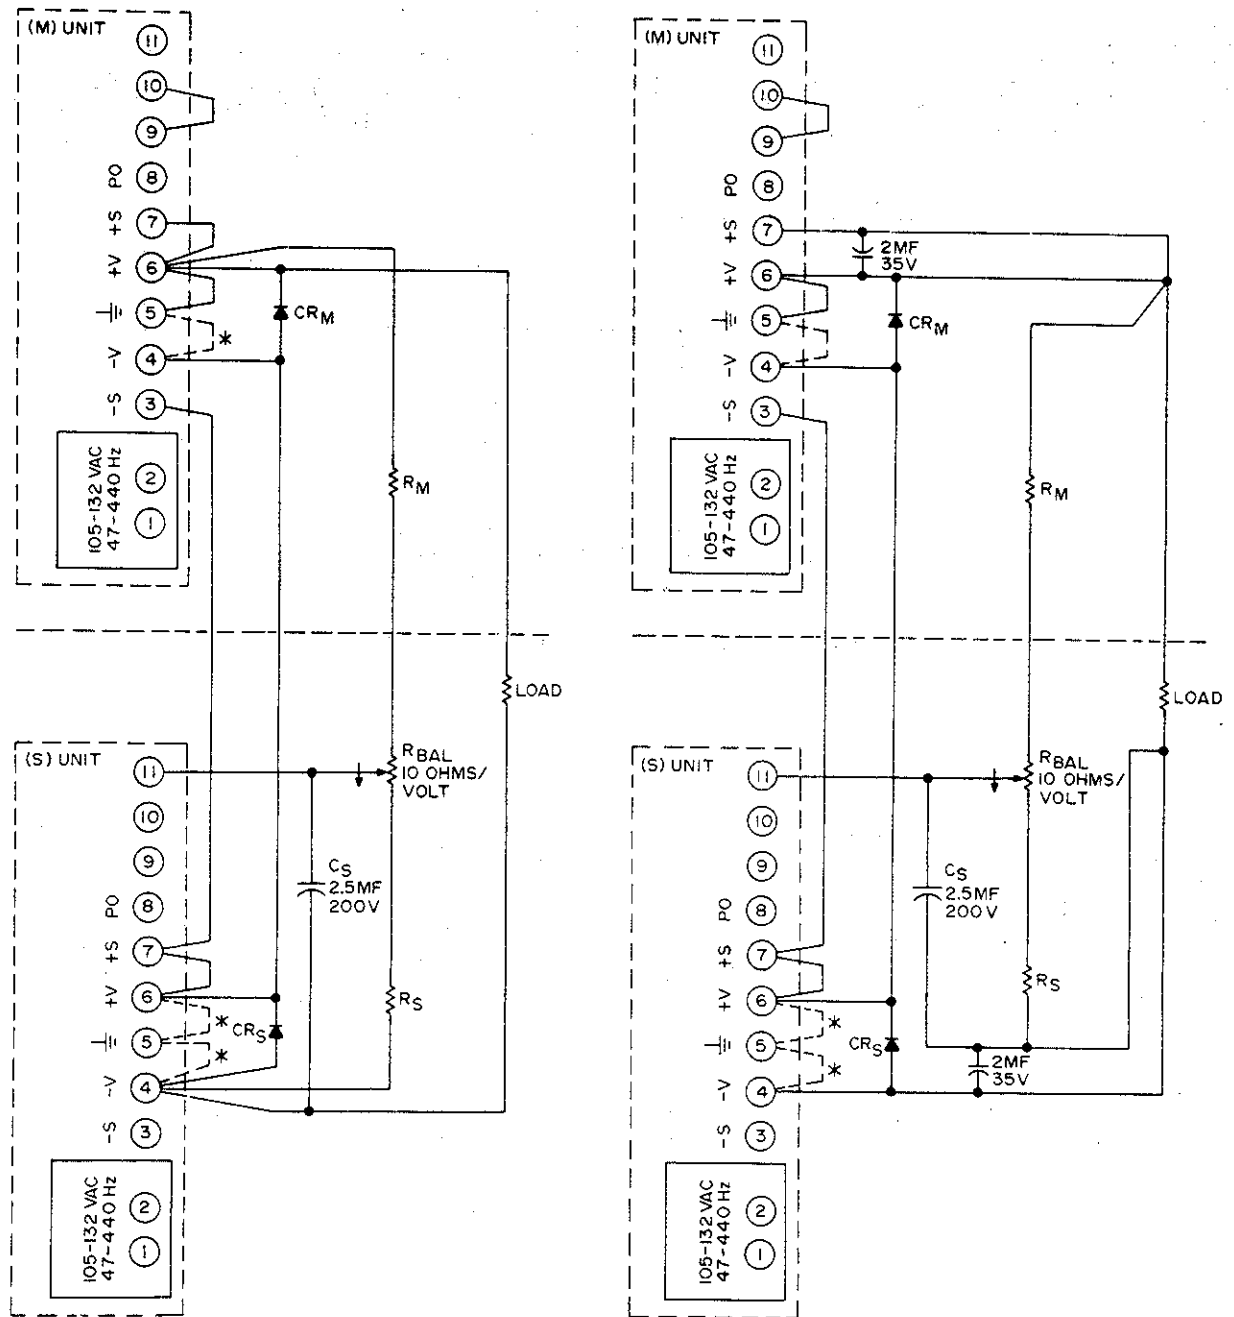 (M) UNIT
11
10
9
PO 8
+S 7
+V 6
5
*
-V 4
-S 3
CRM
105-132 VAC
47-440 Hz
2
1
RM
LOAD
(S) UNIT
11
RBAL
10 OHMS/
VOLT
10
9
CS
2.5MF
200V
PO 8
+S 7
+V 6
*
CRS
5
*
-V 4
-S 3
RS
105-132 VAC
47-440 Hz
2
1
(M) UNIT
11
10
9
PO 8
+S 7
2MF
35V
+V 6
5
CRM
-V 4
-S 3
105-132 VAC
47-440 Hz
2
1
RM
LOAD
(S) UNIT
11
RBAL
10 OHMS/
VOLT
10
9
CS
2.5MF
200V
PO 8
+S 7
+V 6
*
CRS
5
*
RS
2MF
35V
-V 4
-S 3
105-132 VAC
47-440 Hz
2
1